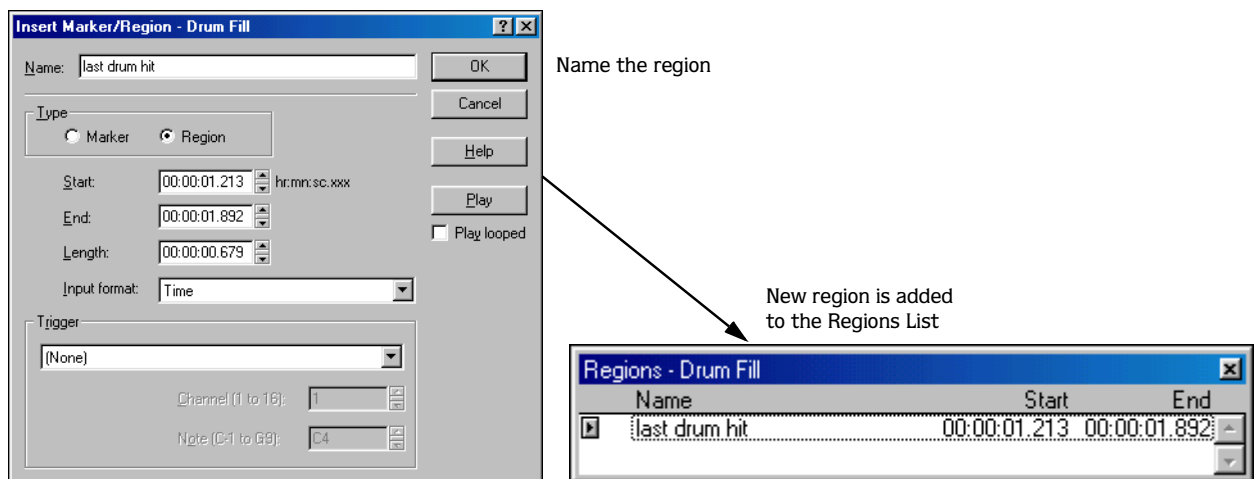 Insert Marker/Region - Drum Fill
Name: last drum hit
OK
Name the region
Cancel
Type
Marker Region
Help
Start: 00:00:01.213 hr:mn:sc.xxx
Play
End: 00:00:01.892
Play looped
Length: 00:00:00.679
Input format: Time
Trigger
(None)
Channel (1 to 16): 1
Note (C-1 to G9): C4
New region is added
to the Regions List
Regions - Drum Fill
Name Start End
last drum hit 00:00:01.213 00:00:01.892